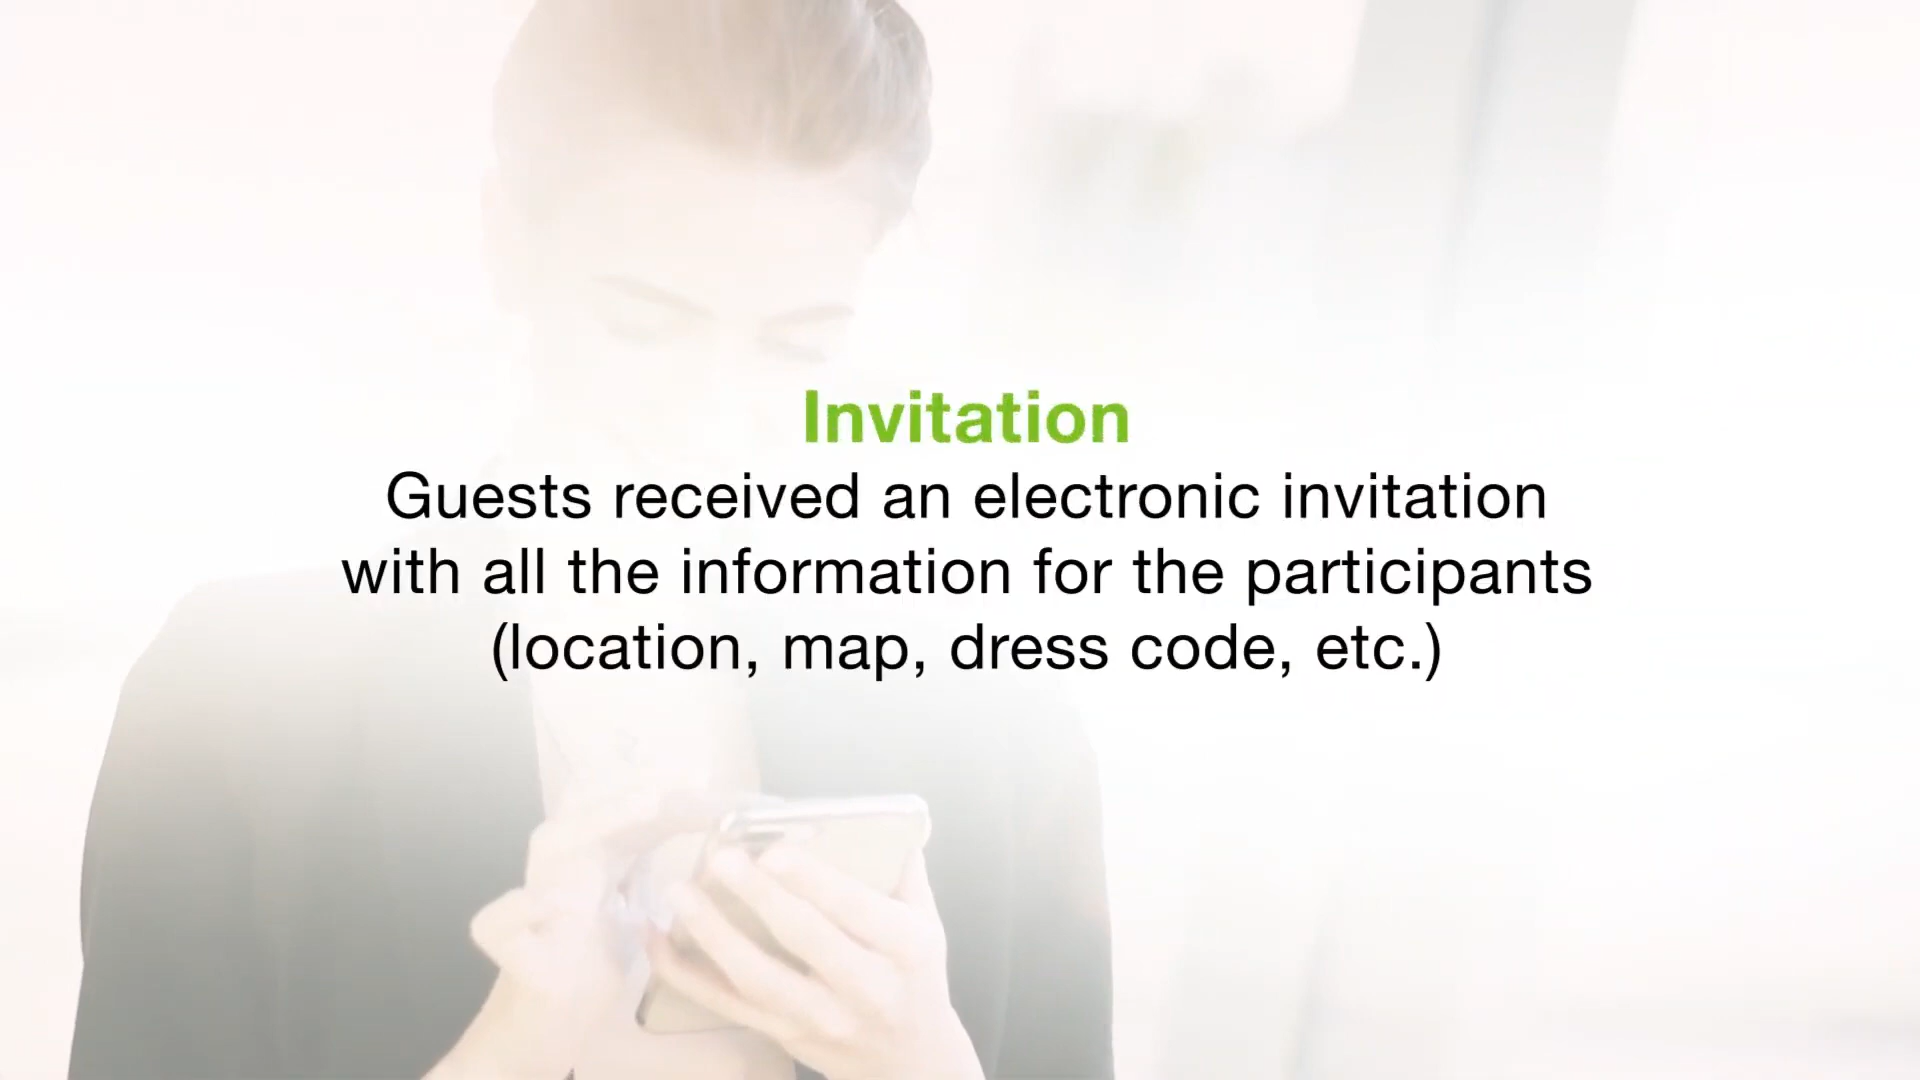 Invitation
Guests received an electronic invitation
with all the information for the participants
(location, map, dress code, etc.)